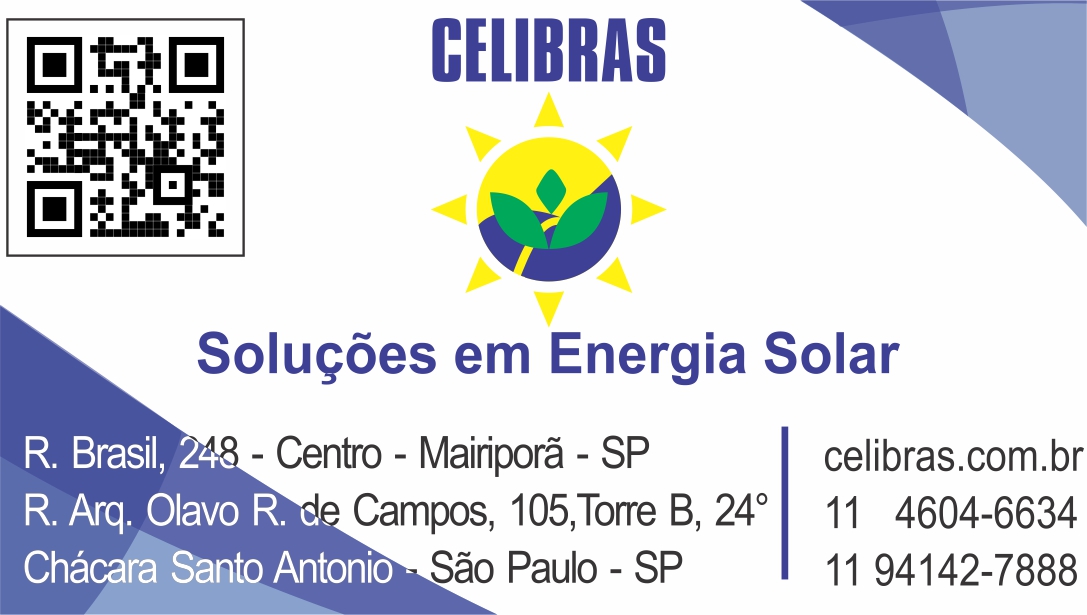 CELIBRAS
Soluções em Energia Solar
R. Brasil, 248 - Centro - Mairiporã - SP
R. Arq. Olavo R. de Campos, 105,Torre B, 24°
Chácara Santo Antonio - São Paulo - SP
celibras.com.br
11 4604-6634
11 94142-7888